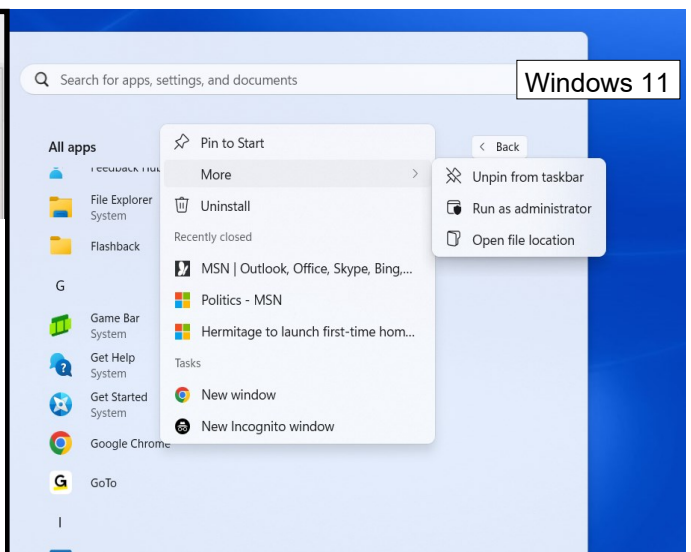 Search for apps, settings, and documents
Windows 11
All apps
Back
Feedback Hub
File Explorer
System
Flashback
G
Game Bar
System
Get Help
System
Get Started
System
Google Chrome
GoTo
I
Pin to Start
More
Uninstall
Recently closed
MSN | Outlook, Office, Skype, Bing,...
Politics - MSN
Hermitage to launch first-time hom...
Tasks
New window
New Incognito window
Unpin from taskbar
Run as administrator
Open file location